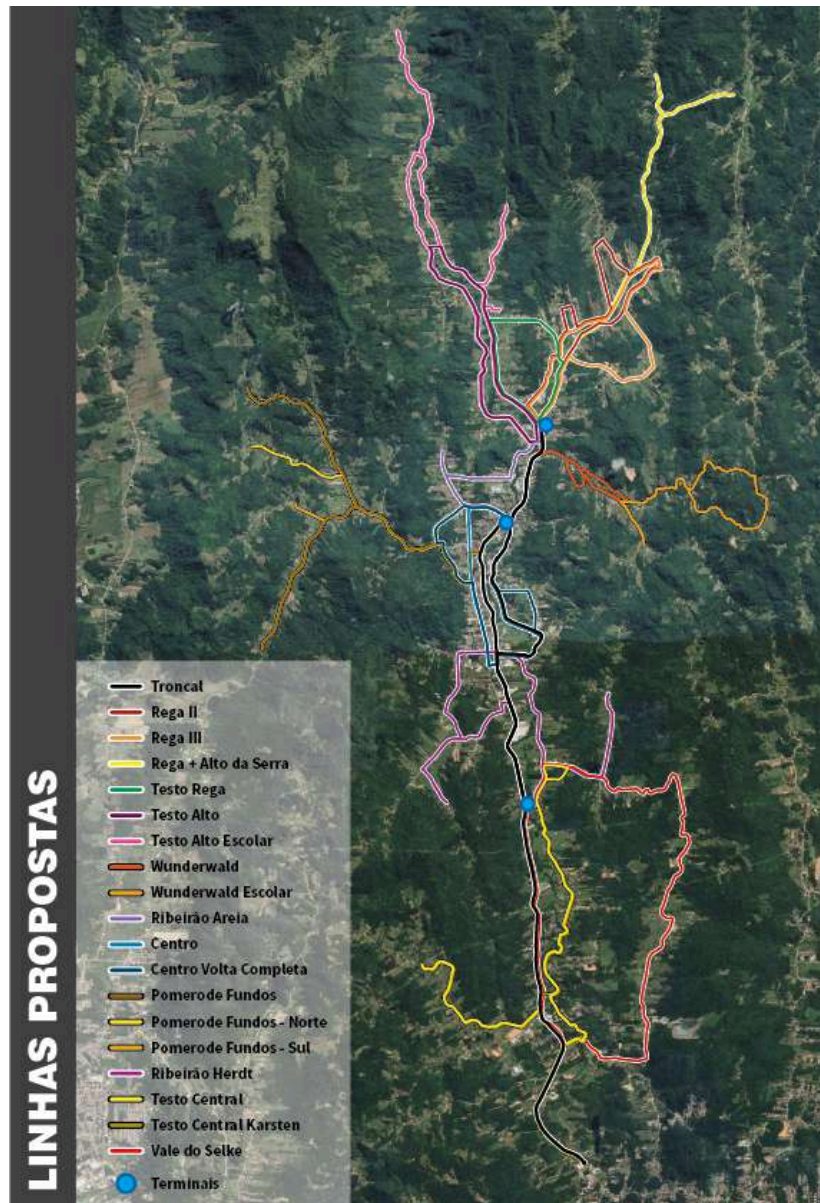 LINHAS PROPOSTAS
Troncal
Rega II
Rega III
Rega + Alto da Serra
Testo Rega
Testo Alto
Testo Alto Escolar
Wunderwald
Wunderwald Escolar
Ribeirão Areia
Centro
Centro Volta Completa
Pomerode Fundos
Pomerode Fundos - Norte
Pomerode Fundos - Sul
Ribeirão Herdt
Testo Central
Testo Central Karsten
Vale do Selke
Terminais